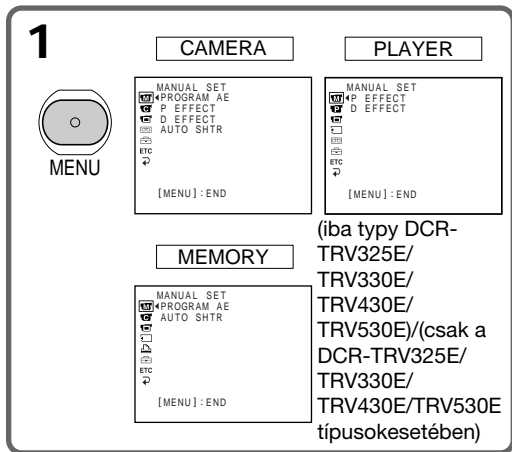 1
CAMERA
MANUAL SET
PROGRAM AE
P EFFECT
D EFFECT
AUTO SHTR
ETC
[MENU] : END
MENU
PLAYER
MANUAL SET
P EFFECT
D EFFECT
ETC
[MENU] : END
MEMORY
MANUAL SET
PROGRAM AE
AUTO SHTR
ETC
[MENU] : END
(iba typy DCR-
TRV325E/
TRV330E/
TRV430E/
TRV530E)/(csak a
DCR-TRV325E/
TRV330E/
TRV430E/TRV530E
típusokesetében)